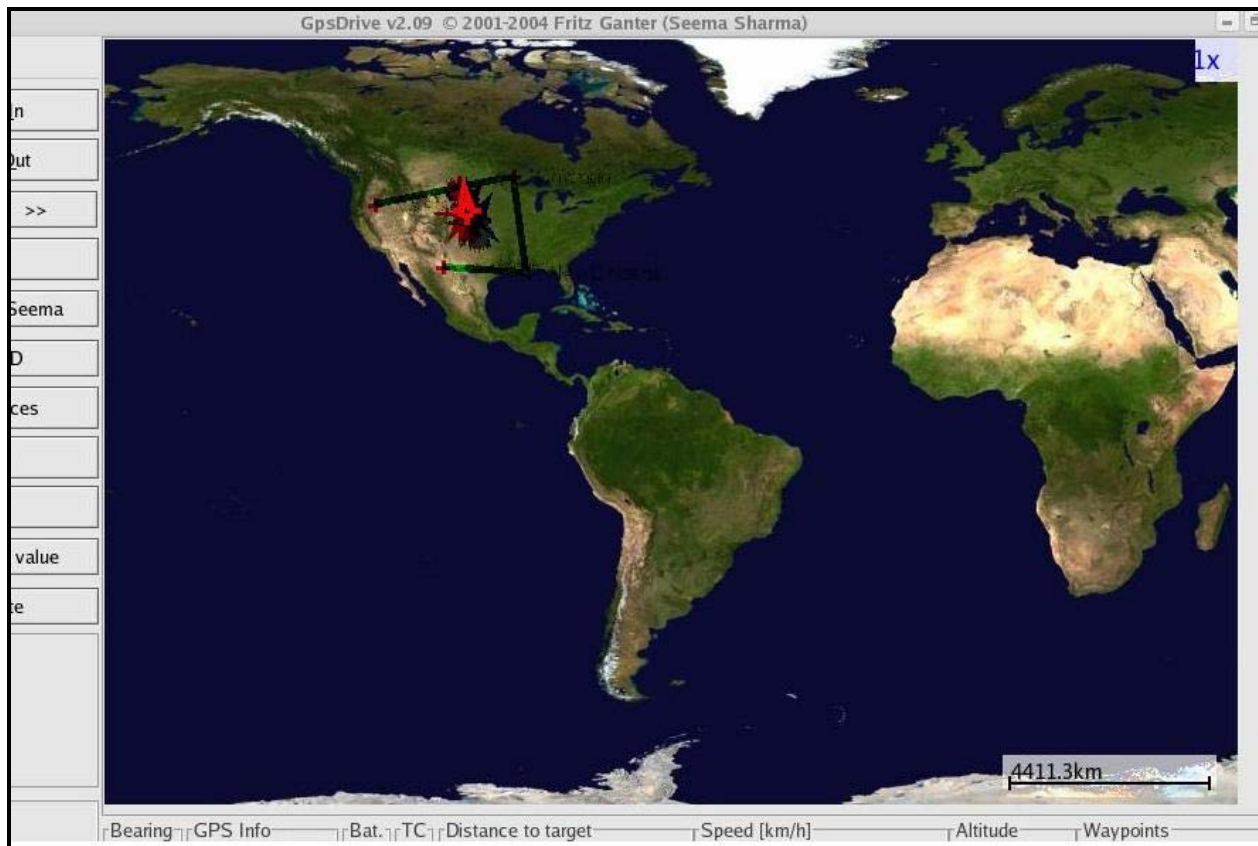 GpsDrive v2.09 © 2001-2004 Fritz Ganter (Seema Sharma)
1x
In
Out
>>
Seema
D
ces
value
te
4411.3km
Bearing GPS Info Bat. TC Distance to target Speed [km/h] Altitude Waypoints